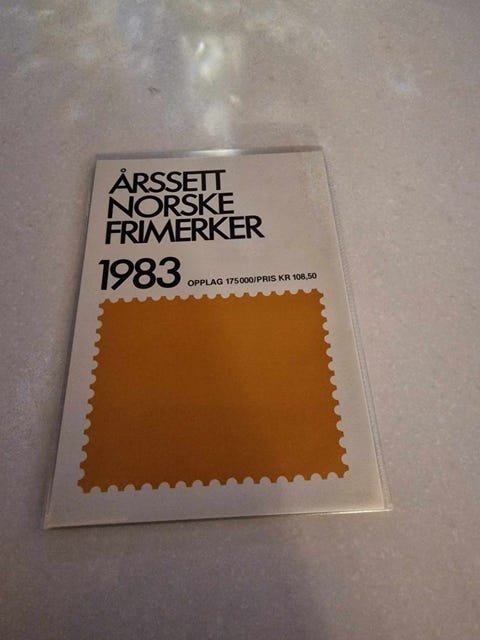 ÅRSSETT
NORSKE
FRIMERKER
1983 OPPLAG 175000/PRIS KR 108,50